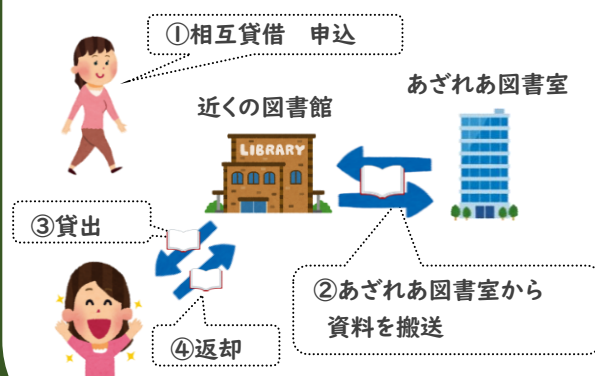 ①相互貸借　申込
あざれあ図書室
近くの図書館
LIBRARY
③貸出
②あざれあ図書室から
資料を搬送
④返却